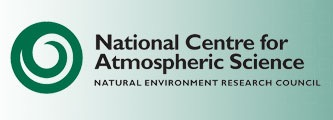 National Centre for
Atmospheric Science
NATURAL ENVIRONMENT RESEARCH COUNCIL